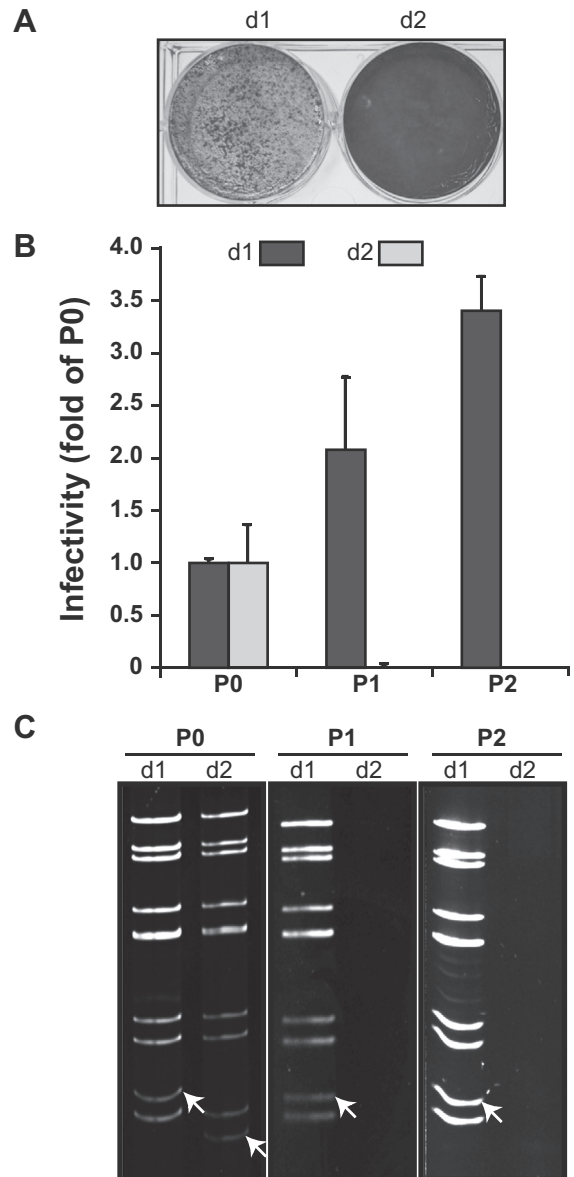 A
d1 d2
B
d1 d2
Infectivity (fold of P0)
4.0
3.5
3.0
2.5
2.0
1.5
1.0
0.5
0
P0 P1 P2
C
P0 P1 P2
d1 d2 d1 d2 d1 d2